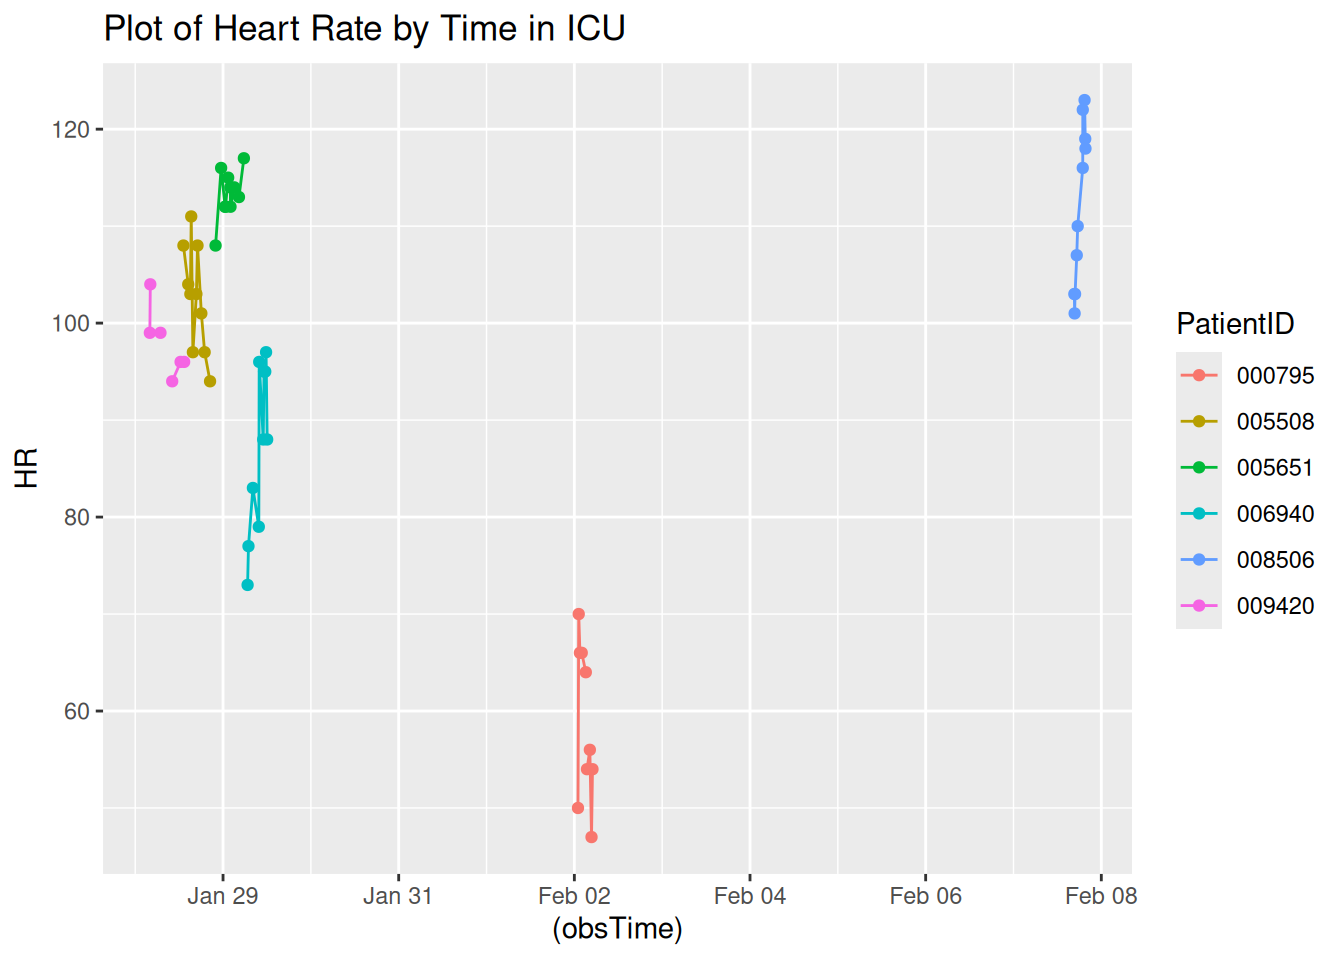 Plot of Heart Rate by Time in ICU
120
100
80
60
HR
Jan 29 Jan 31 Feb 02 Feb 04 Feb 06 Feb 08
(obsTime)
PatientID
000795
005508
005651
006940
008506
009420